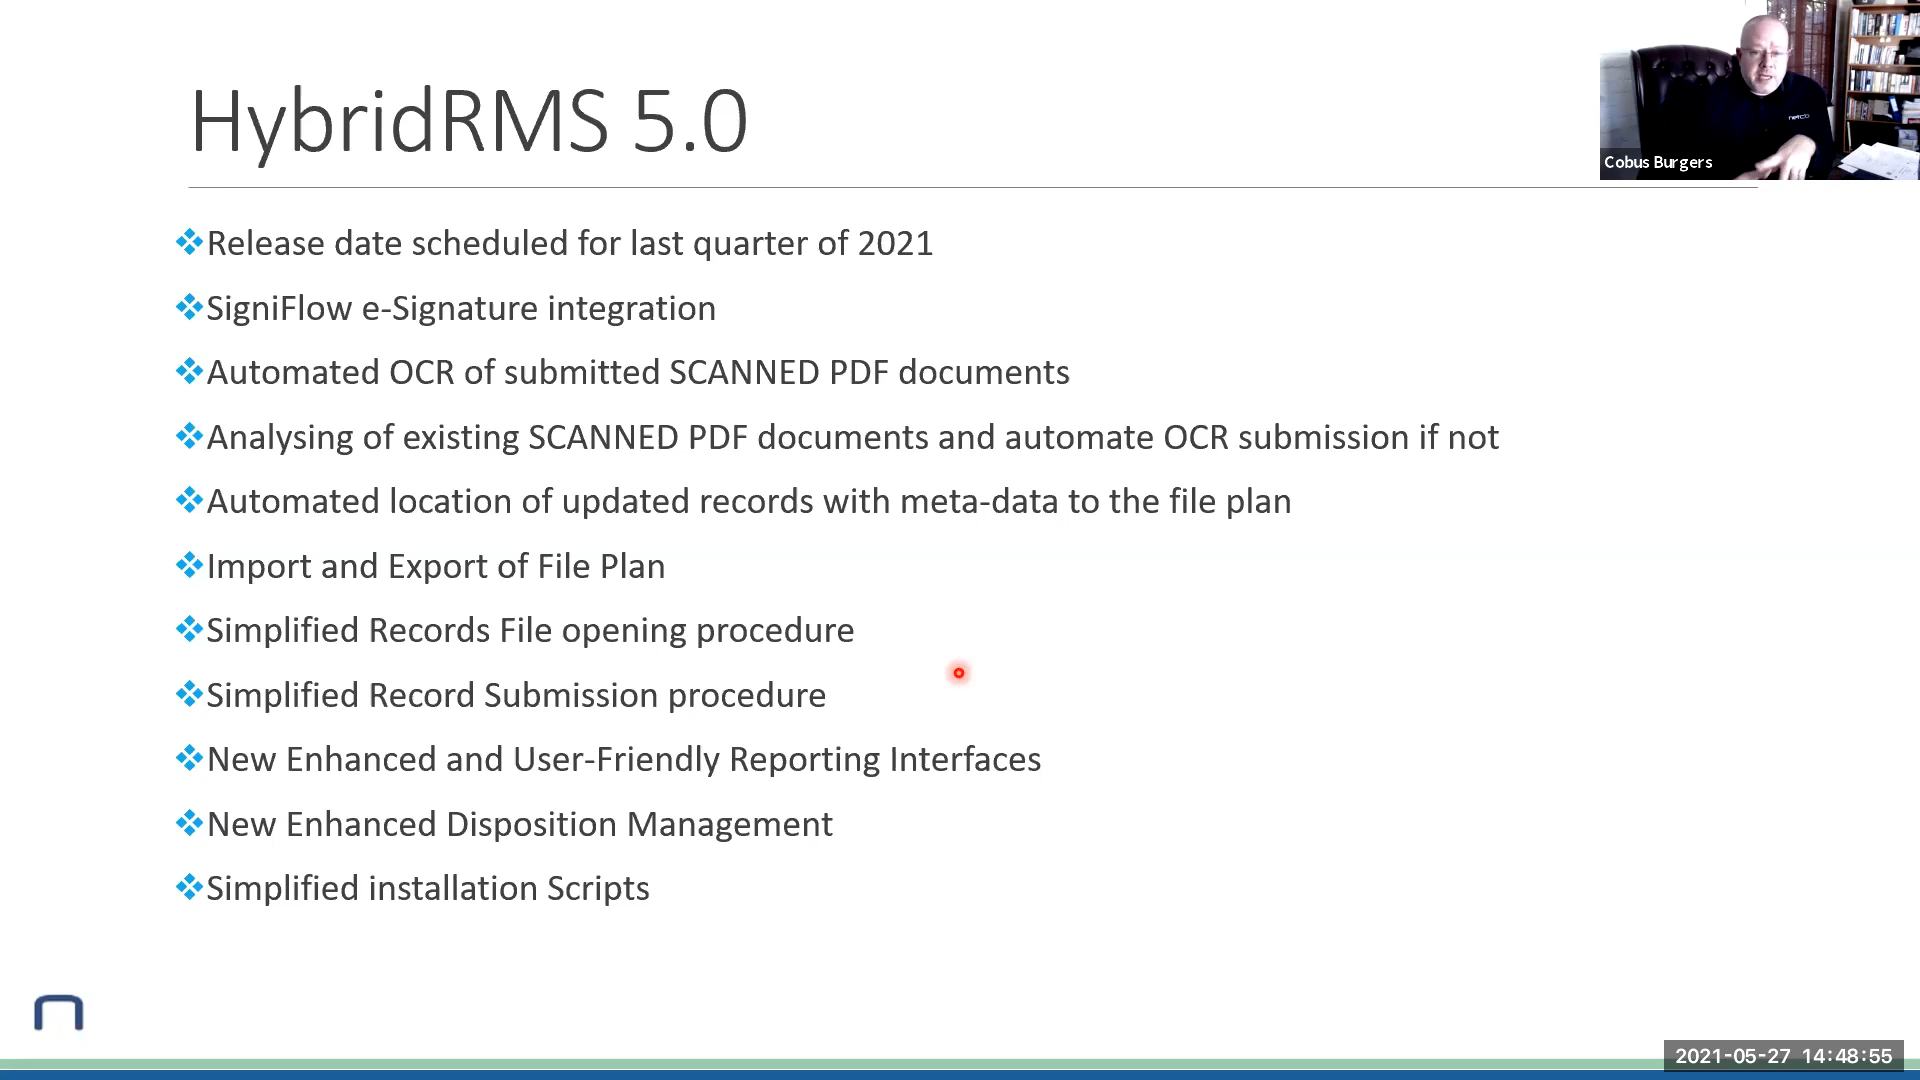 HybridRMS 5.0
Cobus Burgers
Release date scheduled for last quarter of 2021
SigniFlow e-Signature integration
Automated OCR of submitted SCANNED PDF documents
Analysing of existing SCANNED PDF documents and automate OCR submission if not
Automated location of updated records with meta-data to the file plan
Import and Export of File Plan
Simplified Records File opening procedure
Simplified Record Submission procedure
New Enhanced and User-Friendly Reporting Interfaces
New Enhanced Disposition Management
Simplified installation Scripts
2021-05-27 14:48:55